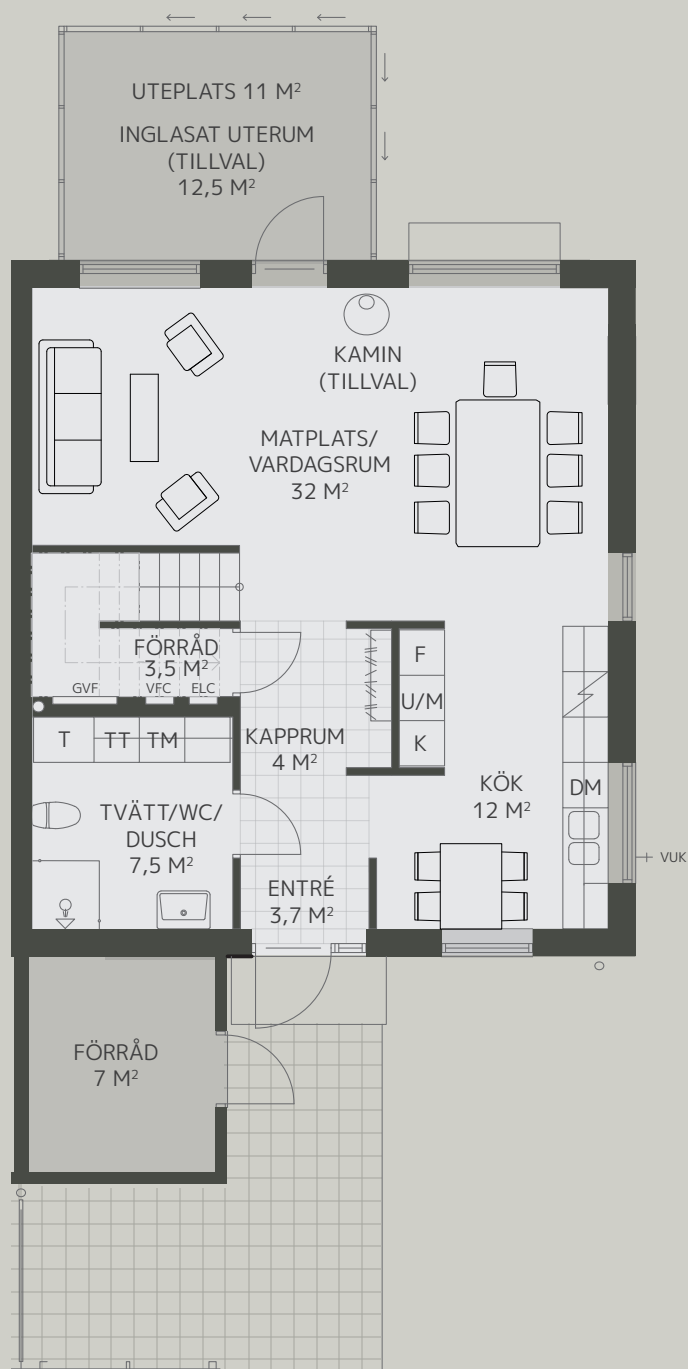 UTEPLATS 11 M²
INGLASAT UTERUM
(TILLVAL)
12,5 M²
KAMIN
(TILLVAL)
MATPLATS/
VARDAGSRUM
32 M²
FÖRRÅD
3,5 M²
GVF
VFC
ELC
F
U/M
K
T
TT
TM
KAPPRUM
4 M²
KÖK
12 M²
DM
TVÄTT/WC/
DUSCH
7,5 M²
VUK
ENTRÉ
3,7 M²
FÖRRÅD
7 M²